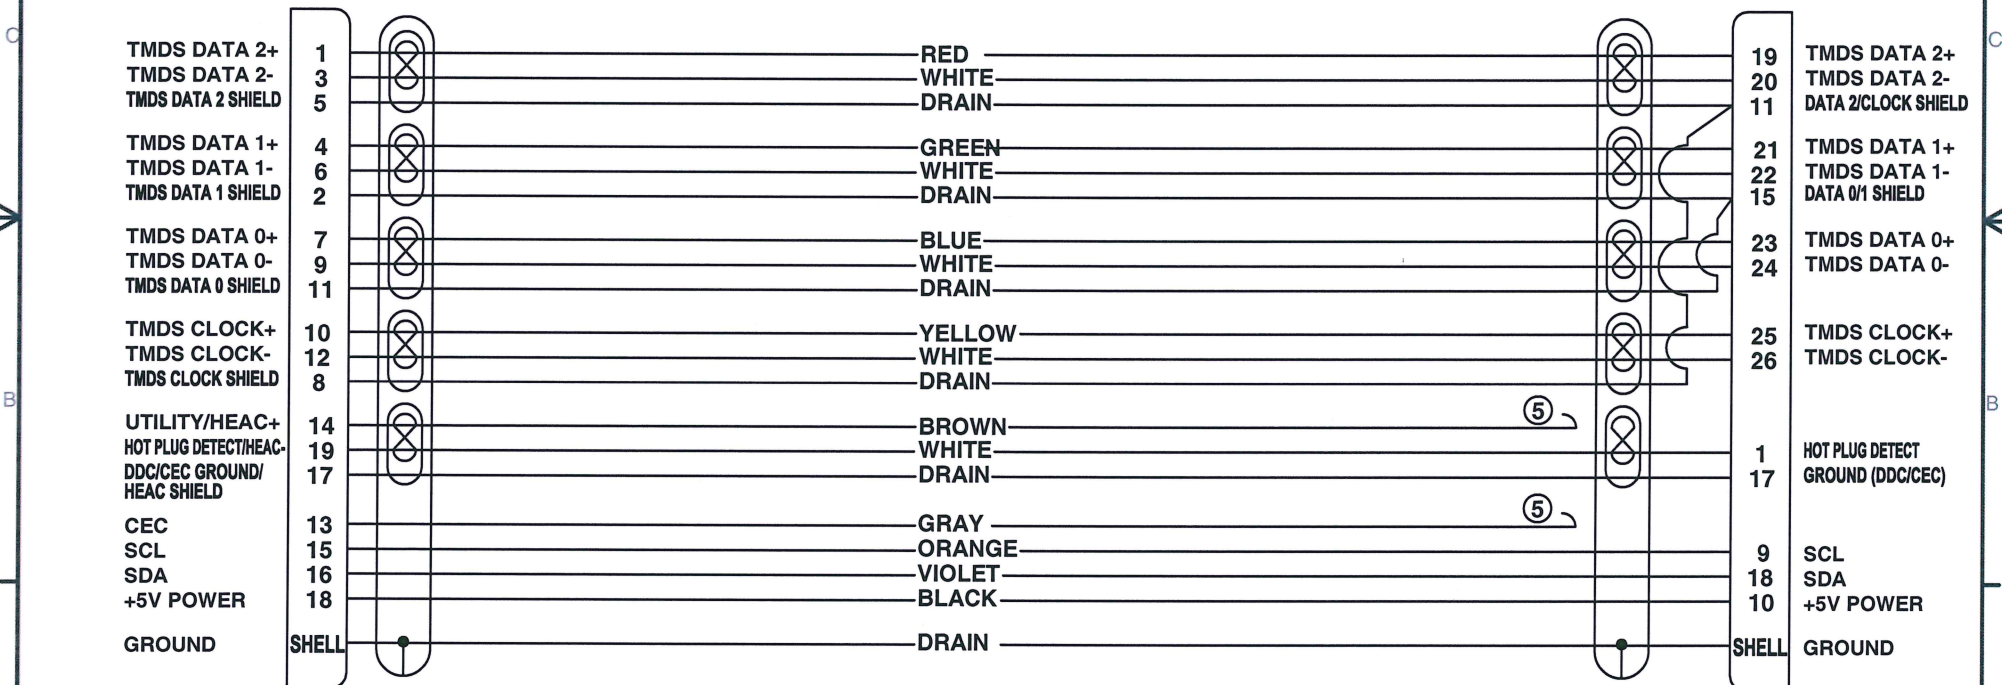 C
C
TMDS DATA 2+ 1 RED 19 TMDS DATA 2+
TMDS DATA 2- 3 WHITE 20 TMDS DATA 2-
TMDS DATA 2 SHIELD 5 DRAIN 11 DATA 2/CLOCK SHIELD
TMDS DATA 1+ 4 GREEN 21 TMDS DATA 1+
TMDS DATA 1- 6 WHITE 22 TMDS DATA 1-
TMDS DATA 1 SHIELD 2 DRAIN 15 DATA 0/1 SHIELD
TMDS DATA 0+ 7 BLUE 23 TMDS DATA 0+
TMDS DATA 0- 9 WHITE 24 TMDS DATA 0-
TMDS DATA 0 SHIELD 11 DRAIN
TMDS CLOCK+ 10 YELLOW 25 TMDS CLOCK+
TMDS CLOCK- 12 WHITE 26 TMDS CLOCK-
TMDS CLOCK SHIELD 8 DRAIN
B
B
UTILITY/HEAC+ 14 BROWN 5
HOT PLUG DETECT/HEAC- 19 WHITE 1 HOT PLUG DETECT
DDC/CEC GROUND/ 17 DRAIN 17 GROUND (DDC/CEC)
HEAC SHIELD
CEC 13 GRAY 5
SCL 15 ORANGE 9 SCL
SDA 16 VIOLET 18 SDA
+5V POWER 18 BLACK 10 +5V POWER
GROUND SHELL DRAIN SHELL GROUND